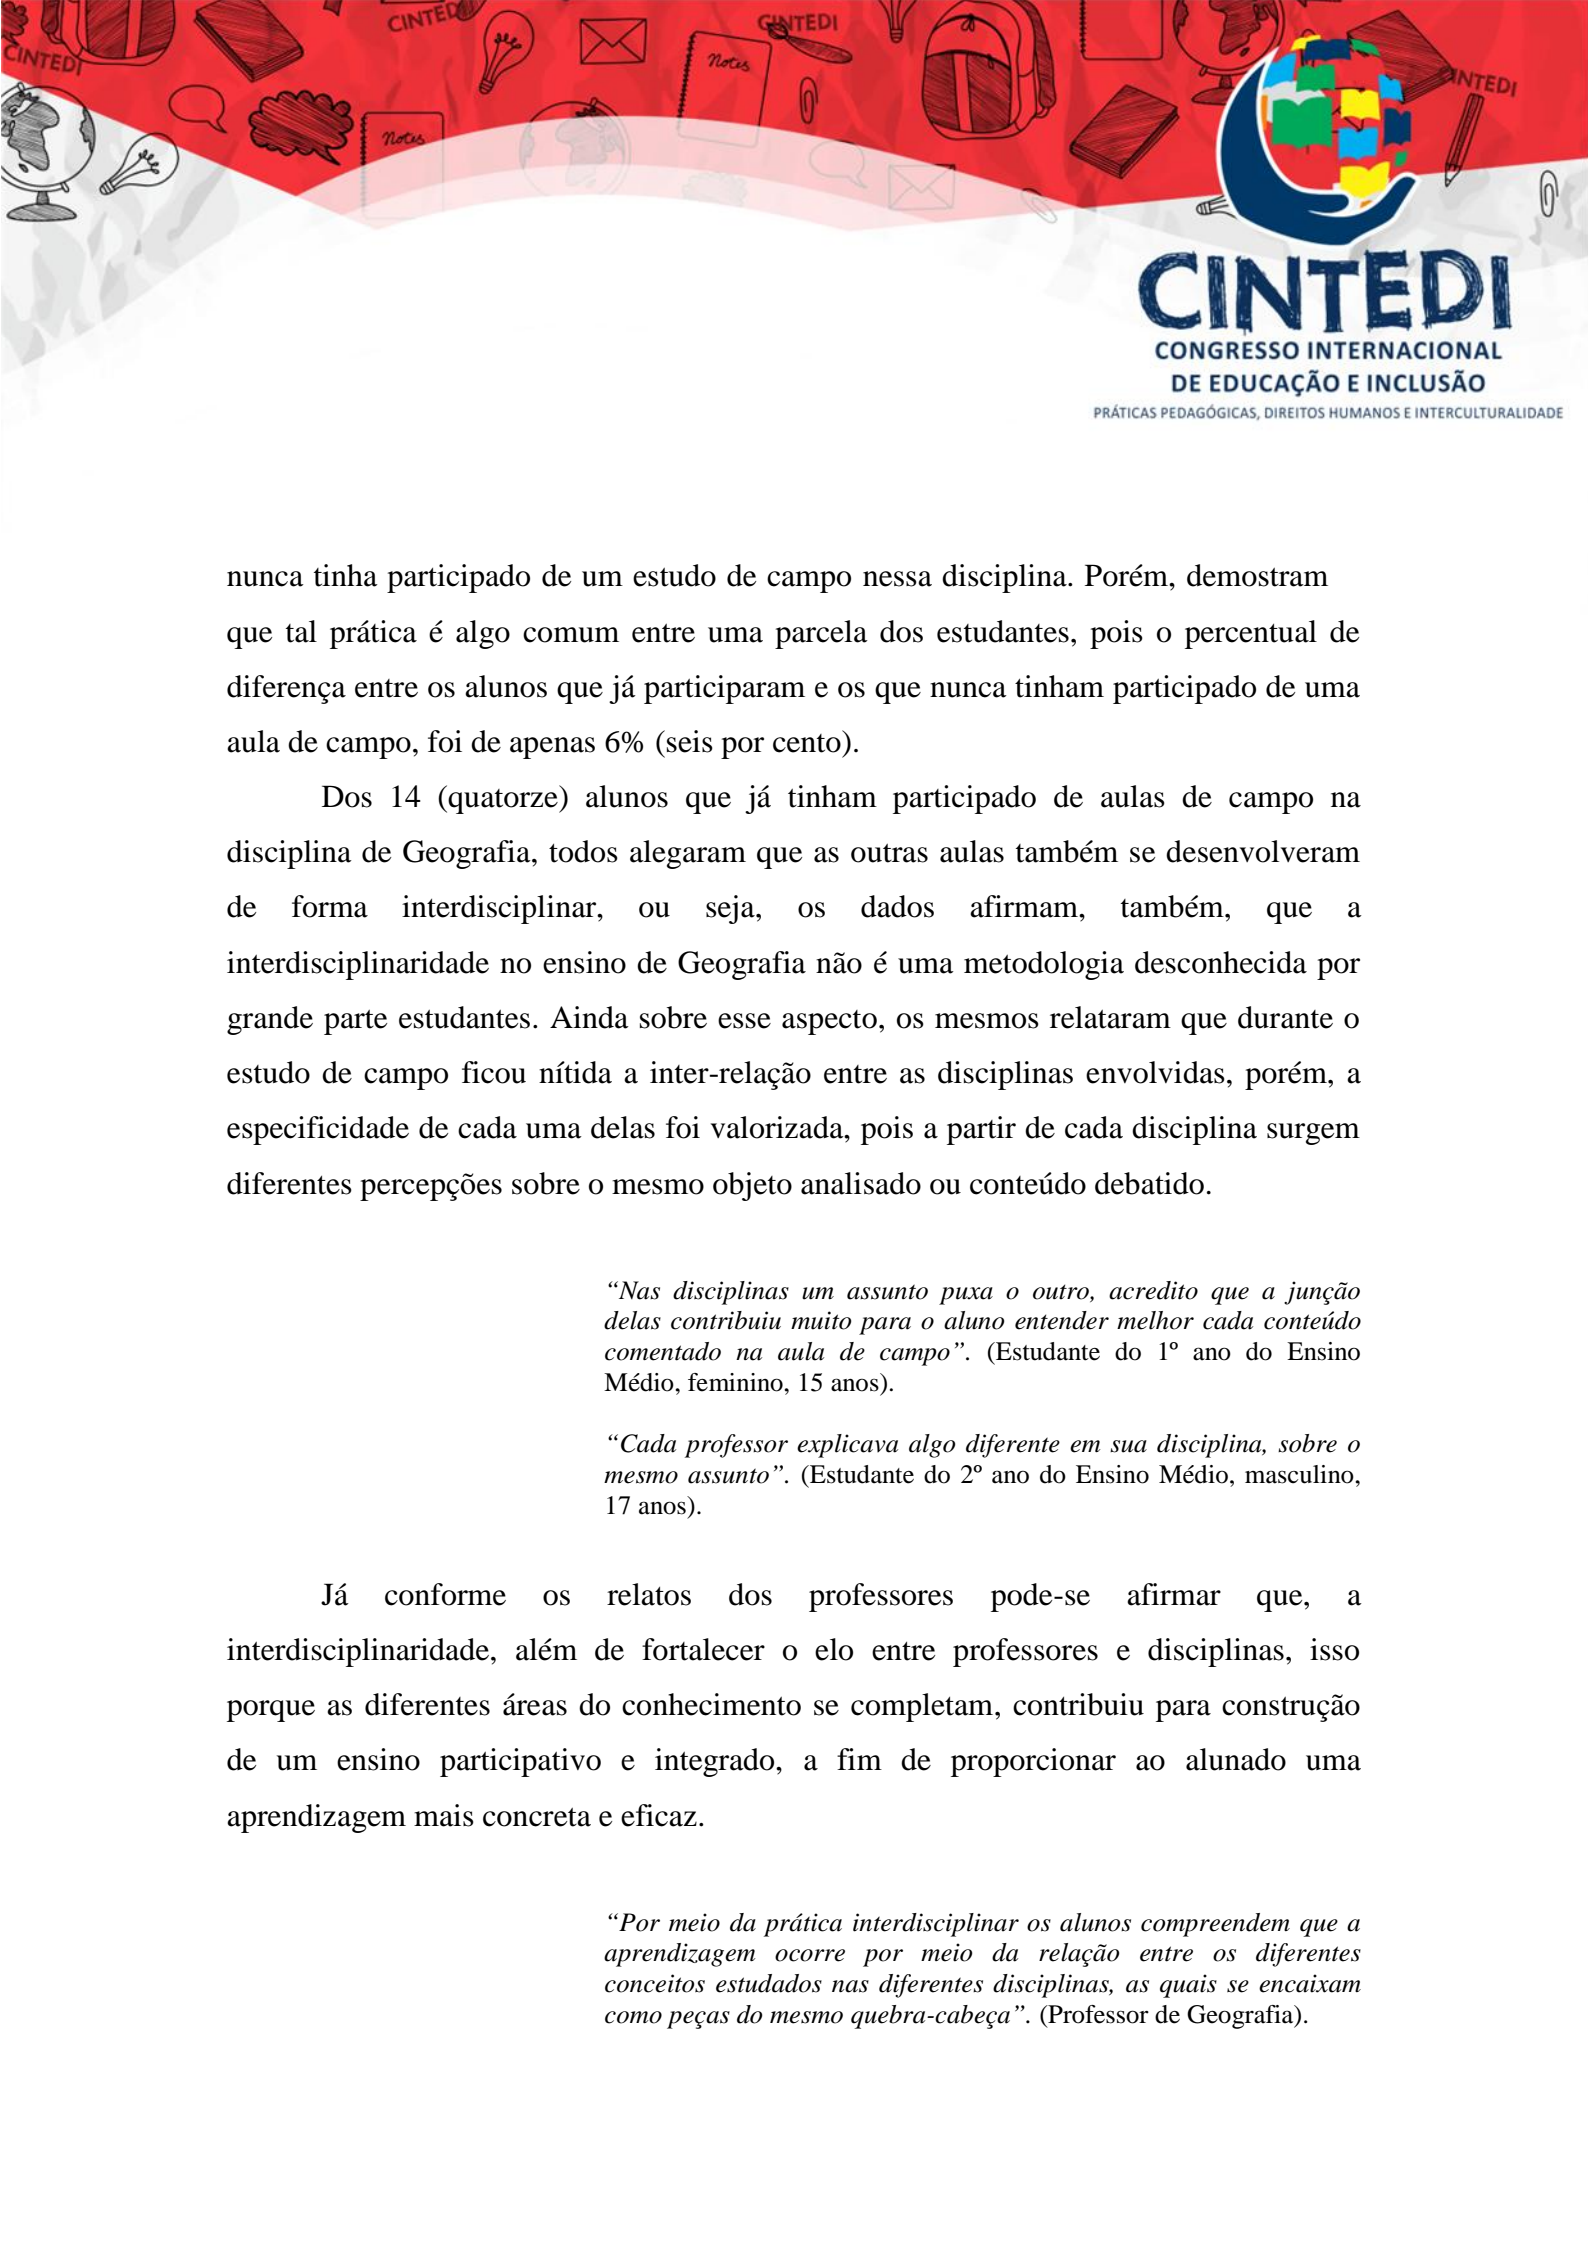 CINTEDI
CINTEDI
CINTEDI
CINTEDI
Notes
Notes
CINTEDI
CONGRESSO INTERNACIONAL
DE EDUCAÇÃO E INCLUSÃO
PRÁTICAS PEDAGÓGICAS, DIREITOS HUMANOS E INTERCULTURALIDADE
nunca tinha participado de um estudo de campo nessa disciplina. Porém, demostram
que tal prática é algo comum entre uma parcela dos estudantes, pois o percentual de
diferença entre os alunos que já participaram e os que nunca tinham participado de uma
aula de campo, foi de apenas 6% (seis por cento).
Dos 14 (quatorze) alunos que já tinham participado de aulas de campo na
disciplina de Geografia, todos alegaram que as outras aulas também se desenvolveram
de forma interdisciplinar, ou seja, os dados afirmam, também, que a
interdisciplinaridade no ensino de Geografia não é uma metodologia desconhecida por
grande parte estudantes. Ainda sobre esse aspecto, os mesmos relataram que durante o
estudo de campo ficou nítida a inter-relação entre as disciplinas envolvidas, porém, a
especificidade de cada uma delas foi valorizada, pois a partir de cada disciplina surgem
diferentes percepções sobre o mesmo objeto analisado ou conteúdo debatido.
“Nas disciplinas um assunto puxa o outro, acredito que a junção
delas contribuiu muito para o aluno entender melhor cada conteúdo
comentado na aula de campo”. (Estudante do 1º ano do Ensino
Médio, feminino, 15 anos).
“Cada professor explicava algo diferente em sua disciplina, sobre o
mesmo assunto”. (Estudante do 2º ano do Ensino Médio, masculino,
17 anos).
Já conforme os relatos dos professores pode-se afirmar que, a
interdisciplinaridade, além de fortalecer o elo entre professores e disciplinas, isso
porque as diferentes áreas do conhecimento se completam, contribuiu para construção
de um ensino participativo e integrado, a fim de proporcionar ao alunado uma
aprendizagem mais concreta e eficaz.
“Por meio da prática interdisciplinar os alunos compreendem que a
aprendizagem ocorre por meio da relação entre os diferentes
conceitos estudados nas diferentes disciplinas, as quais se encaixam
como peças do mesmo quebra-cabeça”. (Professor de Geografia).